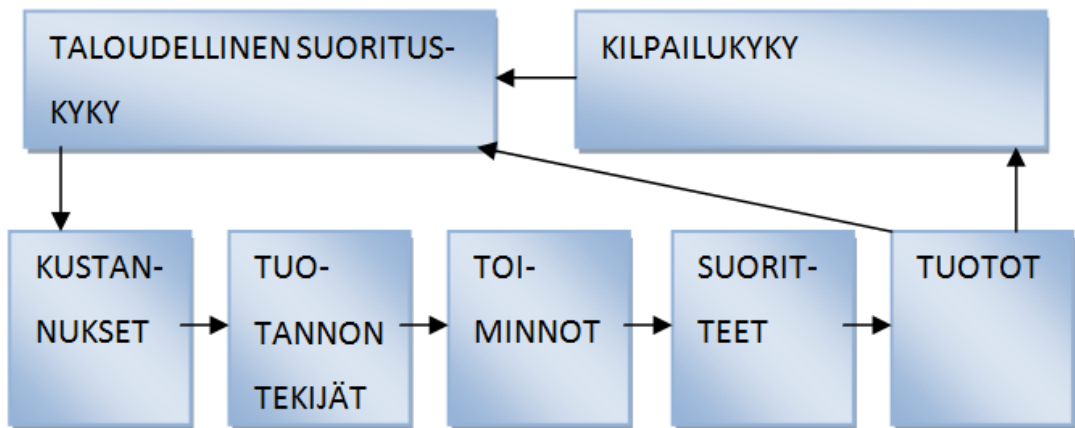 TALOUDELLINEN SUORITUS-
KYKY
KILPAILUKYKY
KUSTAN-
NUKSET
TUO-
TANNON
TEKIJÄT
TOI-
MINNOT
SUORIT-
TEET
TUOTOT